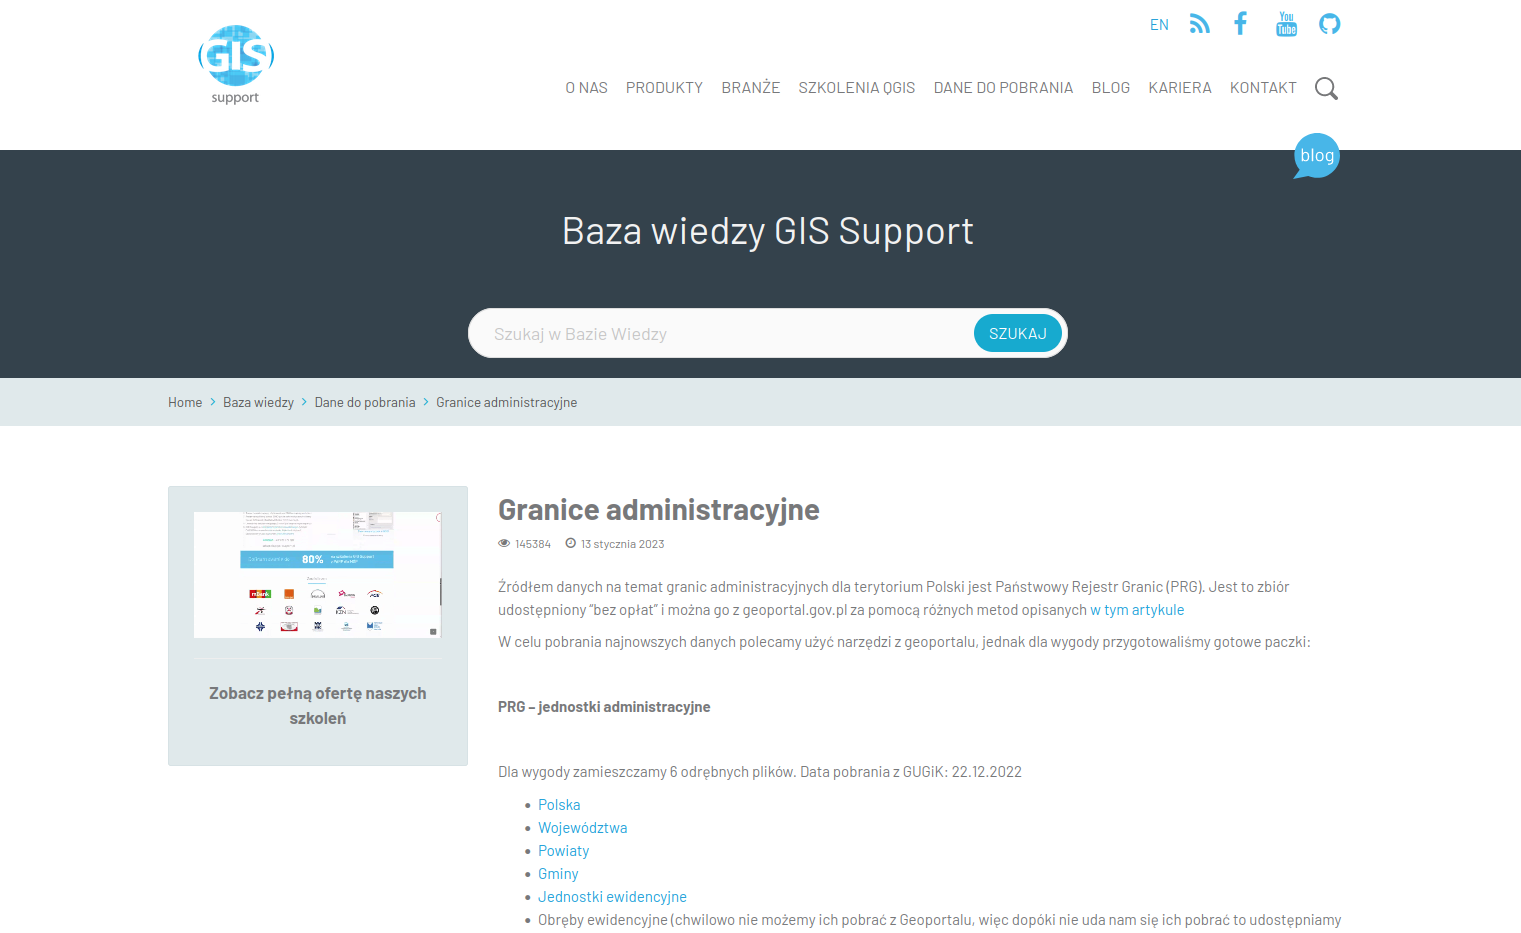 GIS
support
EN
You
Tube
O NAS PRODUKTY BRANŻE SZKOLENIA QGIS DANE DO POBRANIA BLOG KARIERA KONTAKT
blog
Baza wiedzy GIS Support
Szukaj w Bazie Wiedzy SZUKAJ
Home > Baza wiedzy > Dane do pobrania > Granice administracyjne
80%
Zobacz pełną ofertę naszych
szkoleń
Granice administracyjne
145384 13 stycznia 2023
Źródłem danych na temat granic administracyjnych dla terytorium Polski jest Państwowy Rejestr Granic (PRG). Jest to zbiór
udostępniony “bez opłat” i można go z geoportal.gov.pl za pomocą różnych metod opisanych w tym artykule
W celu pobrania najnowszych danych polecamy użyć narzędzi z geoportalu, jednak dla wygody przygotowaliśmy gotowe paczki:
PRG – jednostki administracyjne
Dla wygody zamieszczamy 6 odrębnych plików. Data pobrania z GUGiK: 22.12.2022
• Polska
• Województwa
• Powiaty
• Gminy
• Jednostki ewidencyjne
• Obręby ewidencyjne (chwilowo nie możemy ich pobrać z Geoportalu, więc dopóki nie uda nam się ich pobrać to udostępniamy